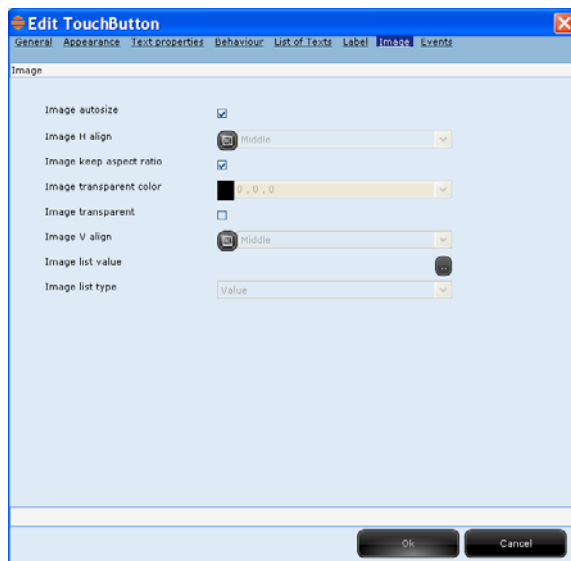 Edit TouchButton
General Appearance Text properties Behaviour List of Texts Label Image Events
Image
Image autosize
Image H align Middle
Image keep aspect ratio
Image transparent color 0 , 0 , 0
Image transparent
Image V align Middle
Image list value ..
Image list type Value
Ok Cancel